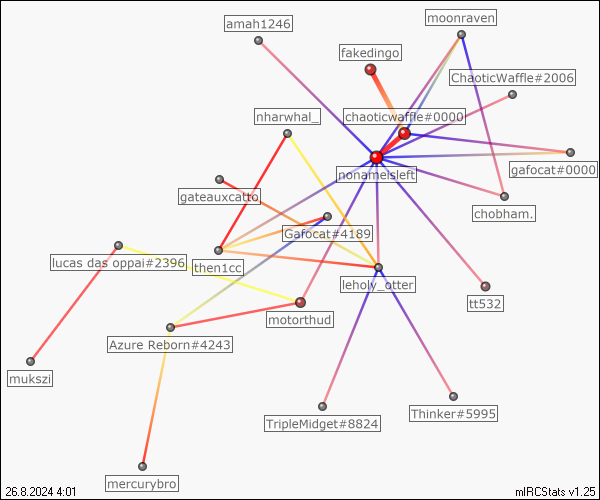 moonraven
amah1246
fakedingo
ChaoticWaffle#2006
nharwhal_
chaoticwaffle#0000
nonameisleft
gafocat#0000
gateauxcatto
chobham.
Gafocat#4189
lucas das oppai#2396
then1cc
leholy_otter
tt532
motorthud
Azure Reborn#4243
mukszi
Thinker#5995
TripleMidget#8824
mercurybro
26.8.2024 4:01
mIRCStats v1.25